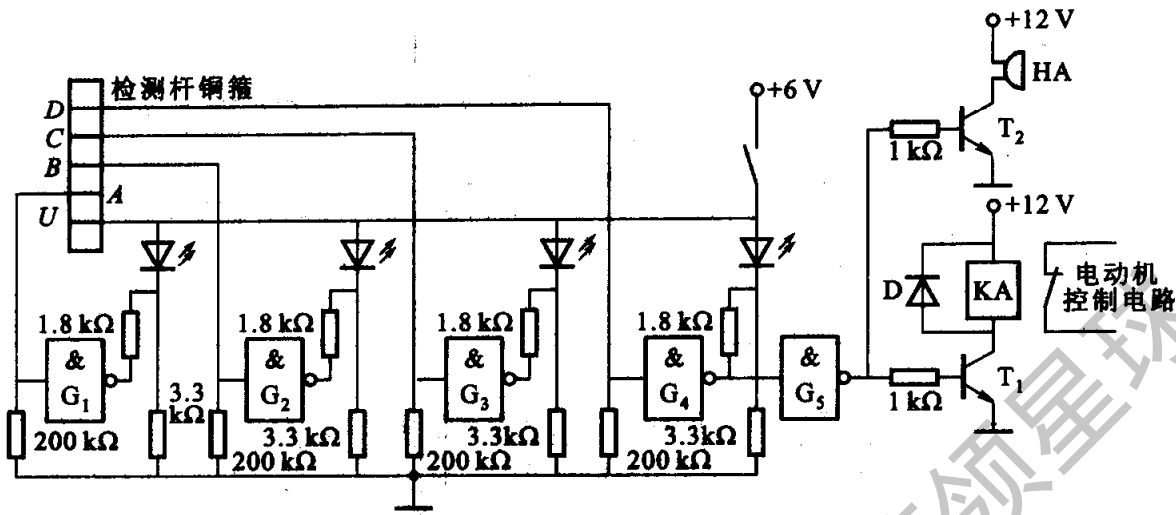 +12 V
HA
检测杆铜箍
D
+6 V
C
T₂
B
1 kΩ
A
U
+12 V
D
KA
电动机
控制电路
1.8 kΩ
1.8 kΩ
1.8 kΩ
1.8 kΩ
&
&
&
&
&
G₁
G₂
G₃
G₄
G₅
T₁
1 kΩ
3.3
kΩ
200 kΩ
3.3 kΩ
200 kΩ
3.3kΩ
200 kΩ
3.3kΩ
200 kΩ
领星球